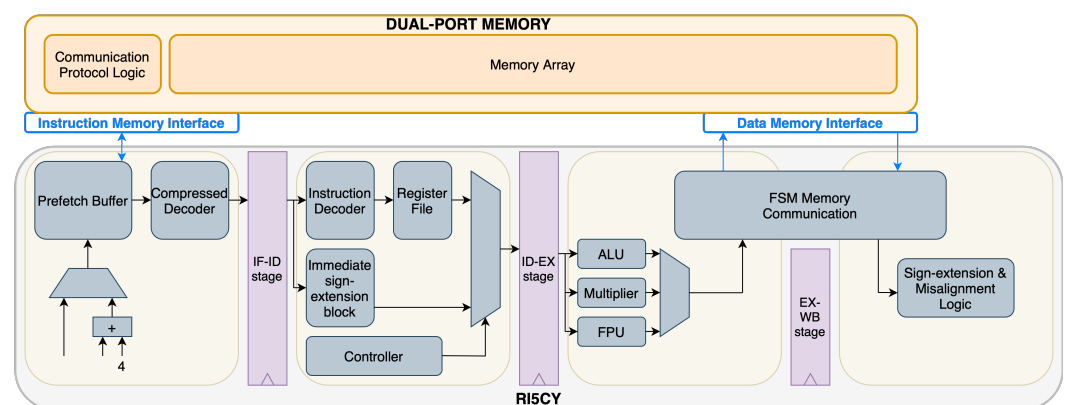 DUAL-PORT MEMORY
Communication
Protocol Logic
Memory Array
Instruction Memory Interface
Data Memory Interface
Prefetch Buffer
Compressed
Decoder
IF-ID
stage
Instruction
Decoder
Register
File
Immediate
sign-
extension
block
Controller
ID-EX
stage
ALU
Multiplier
FPU
FSM Memory
Communication
EX-
WB
stage
Sign-extension &
Misalignment
Logic
+
4
RI5CY